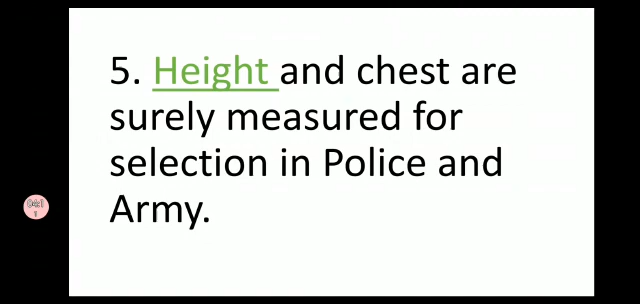 5. Height and chest are
surely measured for
selection in Police and
Army.